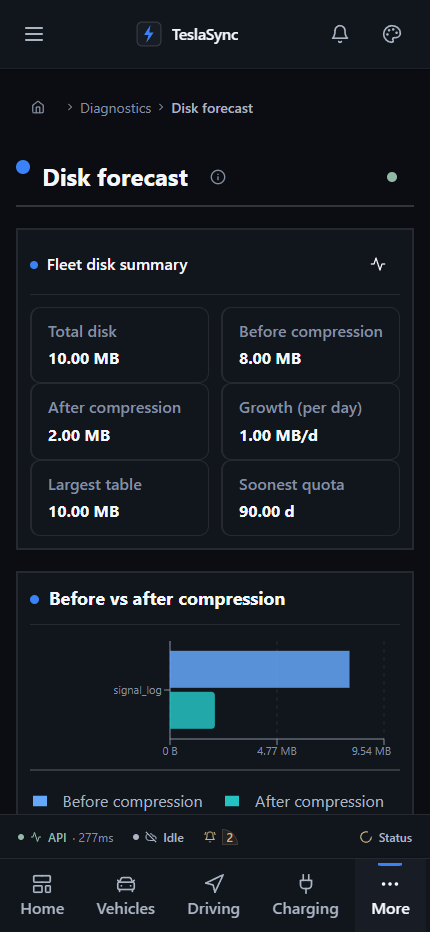 TeslaSync
Diagnostics Disk forecast
Disk forecast
Fleet disk summary
Total disk
10.00 MB
Before compression
8.00 MB
After compression
2.00 MB
Growth (per day)
1.00 MB/d
Largest table
10.00 MB
Soonest quota
90.00 d
Before vs after compression
signal_log
0 B 4.77 MB 9.54 MB
Before compression After compression
API · 277ms Idle 2 Status
Home Vehicles Driving Charging More